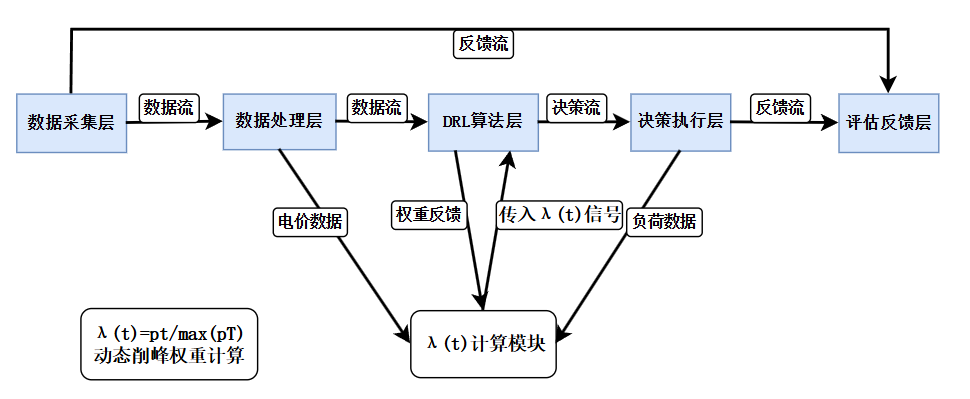 反馈流
数据采集层
数据流
数据处理层
数据流
DRL算法层
决策流
决策执行层
反馈流
评估反馈层
电价数据
权重反馈
传入λ(t)信号
负荷数据
λ(t)=pt/max(pT)
动态削峰权重计算
λ(t)计算模块